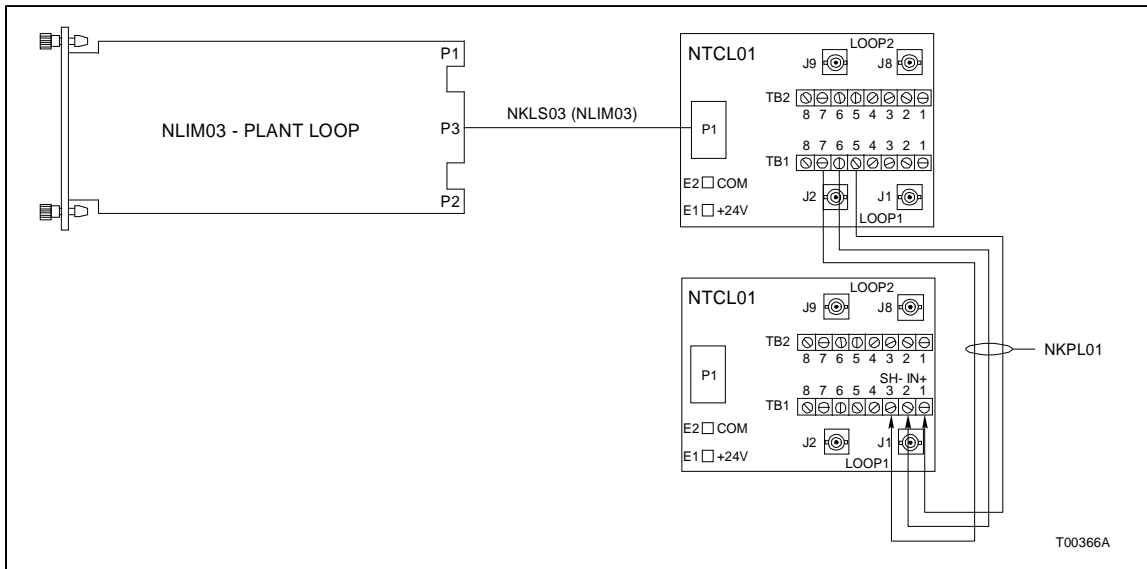 P1
NLIM03 - PLANT LOOP
P3
P2
NKLS03 (NLIM03)
NTCL01
LOOP2
J9 J8
TB2
8 7 6 5 4 3 2 1
P1
8 7 6 5 4 3 2 1
TB1
E2 COM
J2 J1
E1 +24V
LOOP1
NTCL01
LOOP2
J9 J8
TB2
8 7 6 5 4 3 2 1
P1
SH- IN+
8 7 6 5 4 3 2 1
TB1
E2 COM
J2 J1
E1 +24V
LOOP1
NKPL01
T00366A